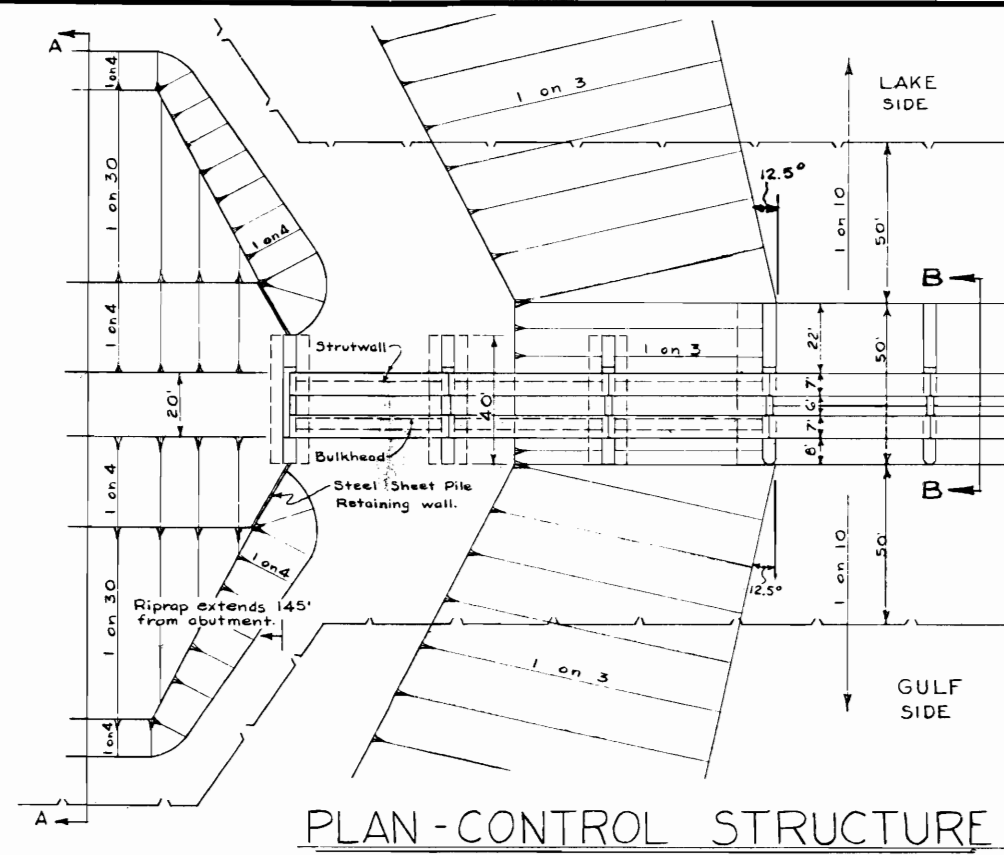 A
1 on 4
1 on 30
1 on 4
20'
1 on 4
1 on 30
1 on 4
A
1 on 4
1 on 4
Riprap extends 145'
from abutment.
Strutwall
Bulkhead
Steel Sheet Pile
Retaining wall.
40'
1 on 3
1 on 3
1 on 3
12.5°
12.5°
LAKE
SIDE
1 on 10
50'
B
22'
7'
6'
7'
8'
50'
B
1 on 10
50'
GULF
SIDE
PLAN - CONTROL STRUCTURE